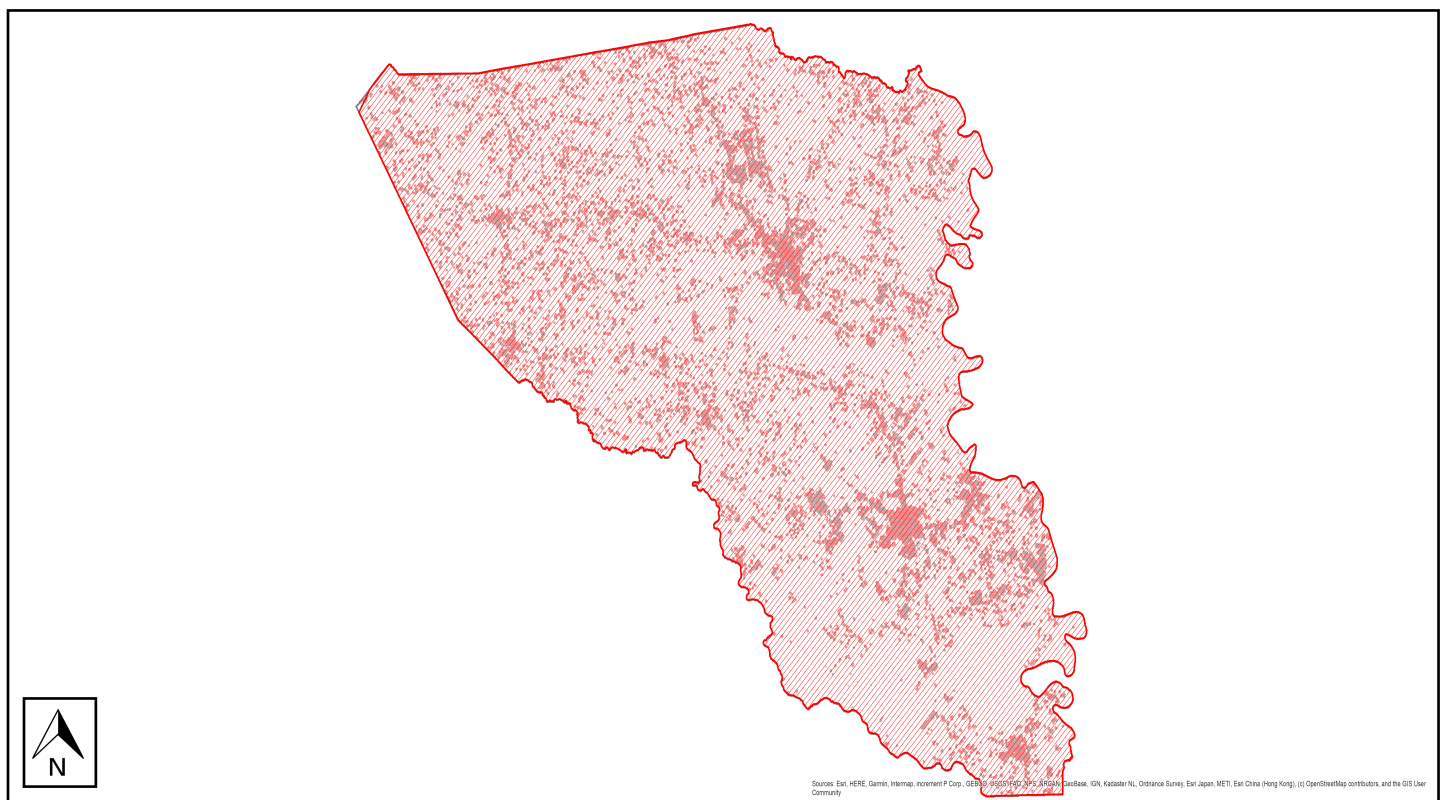 N
Sources: Esri, HERE, Garmin, Intermap, increment P Corp., GEBCO, USGS, FAO, NPS, NRCAN, GeoBase, IGN, Kadaster NL, Ordnance Survey, Esri Japan, METI, Esri China (Hong Kong), (c) OpenStreetMap contributors, and the GIS User
Community